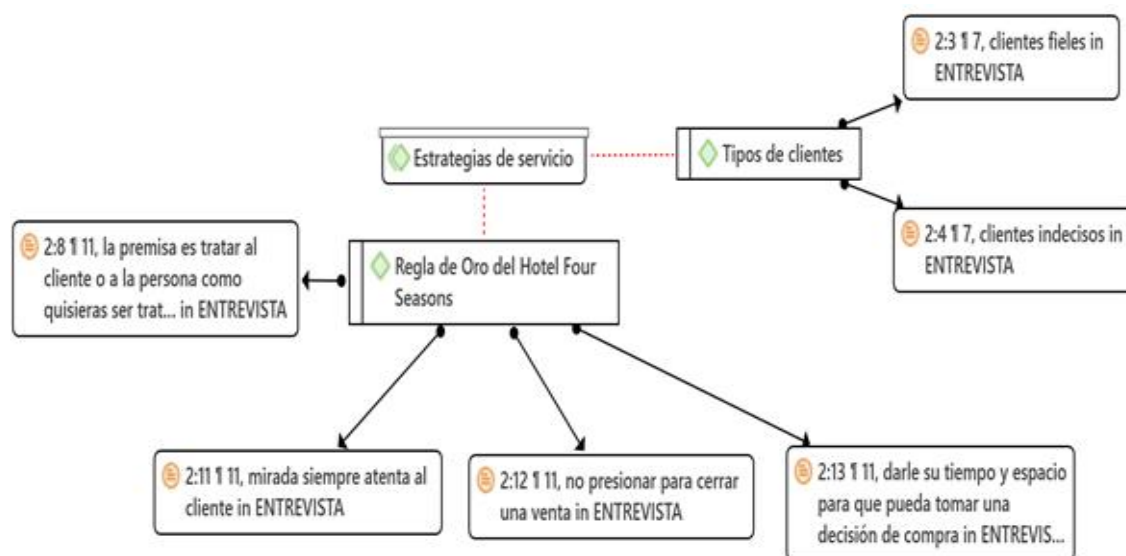 2:3 ¶ 7, clientes fieles in
ENTREVISTA
Estrategias de servicio
Tipos de clientes
2:4 ¶ 7, clientes indecisos in
ENTREVISTA
2:8 ¶ 11, la premisa es tratar al
cliente o a la persona como
quisieras ser trat... in ENTREVISTA
Regla de Oro del Hotel Four
Seasons
2:11 ¶ 11, mirada siempre atenta al
cliente in ENTREVISTA
2:12 ¶ 11, no presionar para cerrar
una venta in ENTREVISTA
2:13 ¶ 11, darle su tiempo y espacio
para que pueda tomar una
decisión de compra in ENTREVIS...